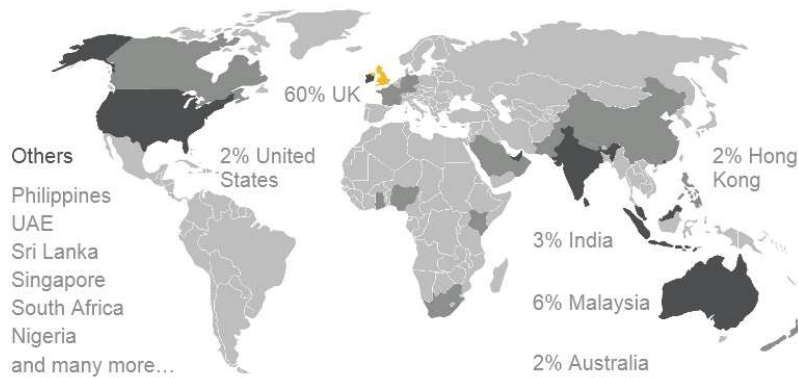 60% UK
Others
2% United
States
2% Hong
Kong
Philippines
UAE
Sri Lanka
Singapore
South Africa
Nigeria
and many more…
3% India
6% Malaysia
2% Australia